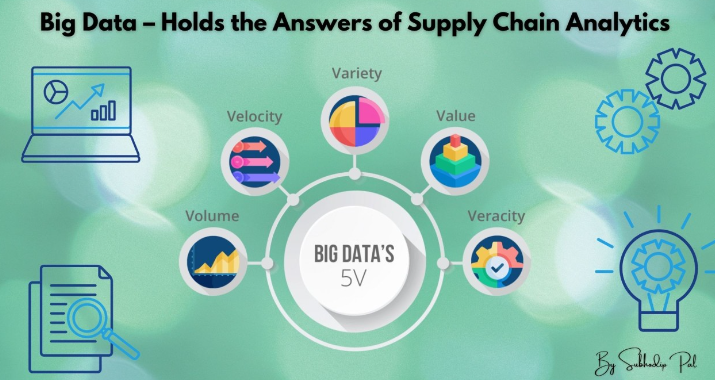 Big Data – Holds the Answers of Supply Chain Analytics
Variety
Velocity
Value
Volume
Veracity
BIG DATA'S
5V
By Subhodip Pal